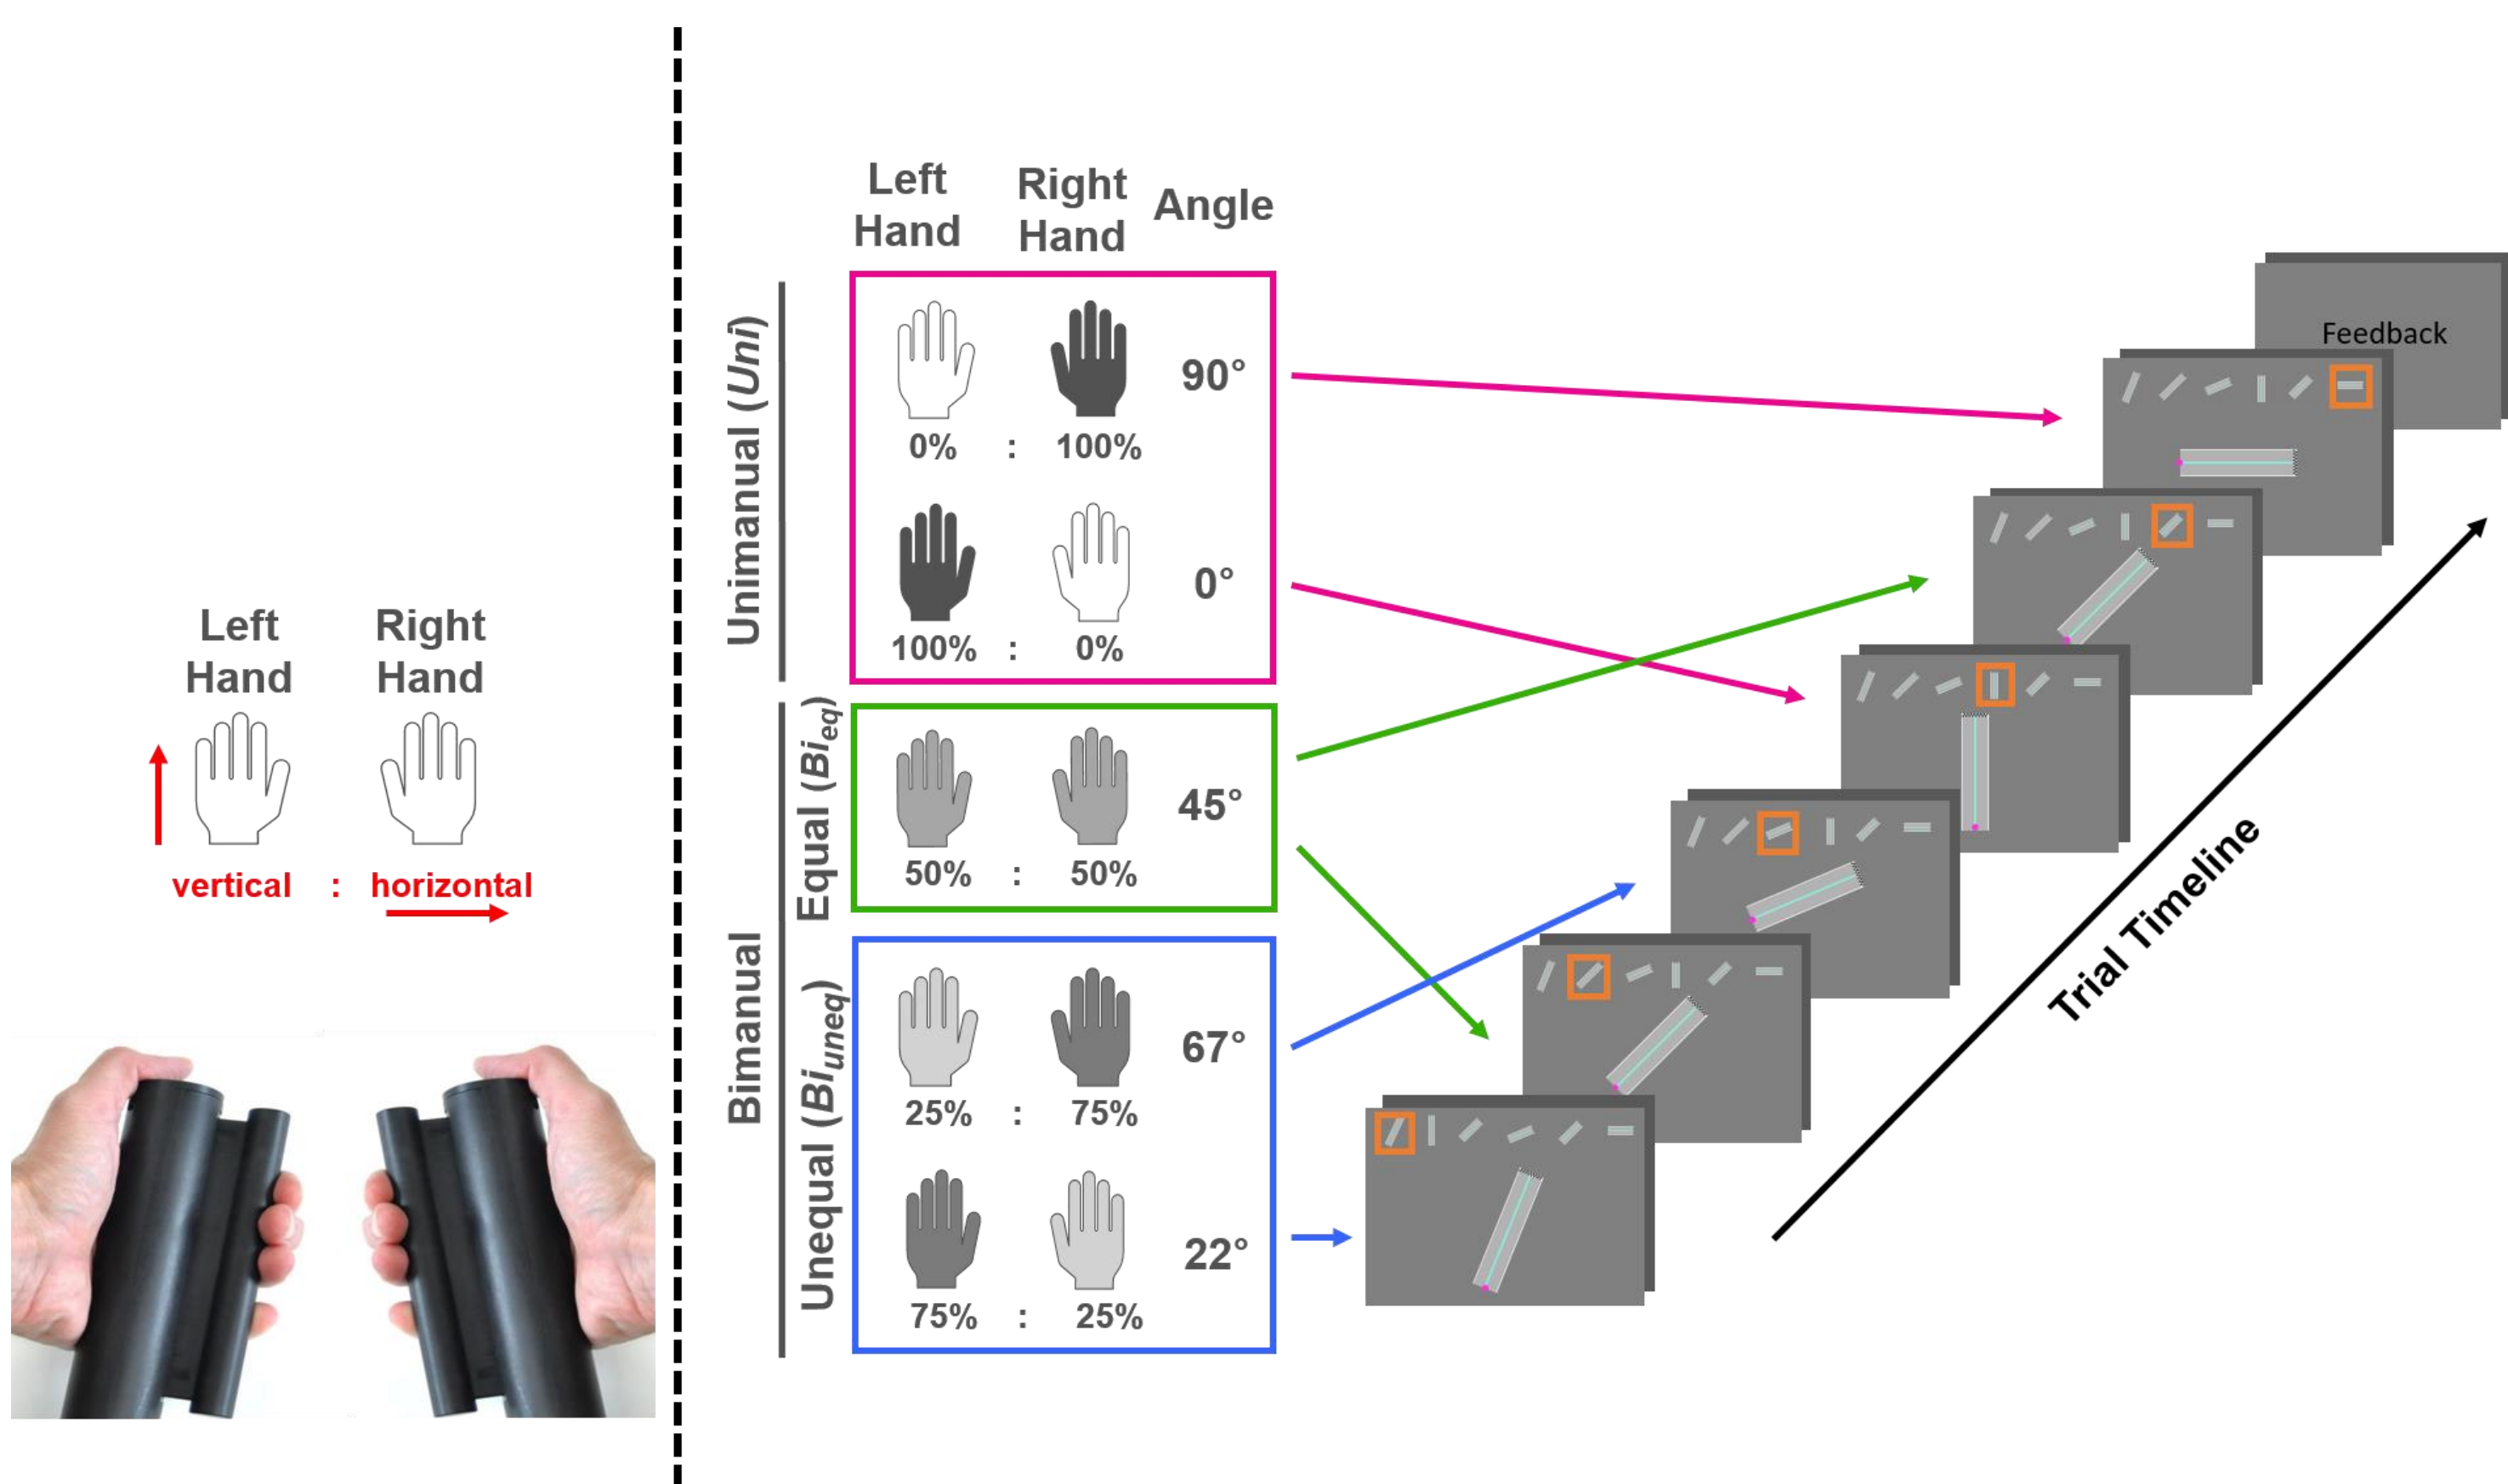 Left
Hand
Right
Hand
vertical : horizontal
Left
Hand
Right
Hand
Angle
Unimanual (Uni)
0% : 100%
90°
100% : 0%
0°
Bimanual
Equal (Bieq)
50% : 50%
45°
Unequal (Biuneq)
25% : 75%
67°
75% : 25%
22°
Feedback
Trial Timeline